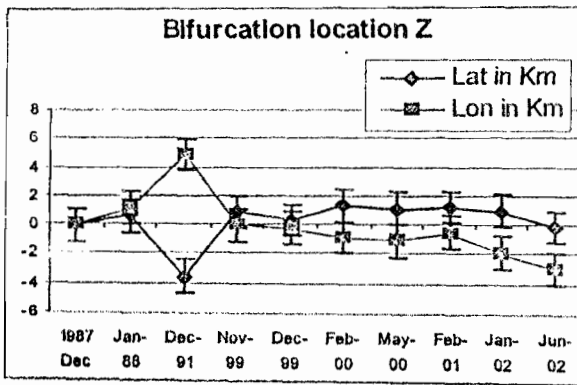 Bifurcation location Z
Lat in Km
Lon in Km
8
6
4
2
0
-2
-4
-6
1987 Jan- Dec- Nov- Dec- Feb- May- Feb- Jan- Jun-
Dec 88 91 99 99 00 00 01 02 02